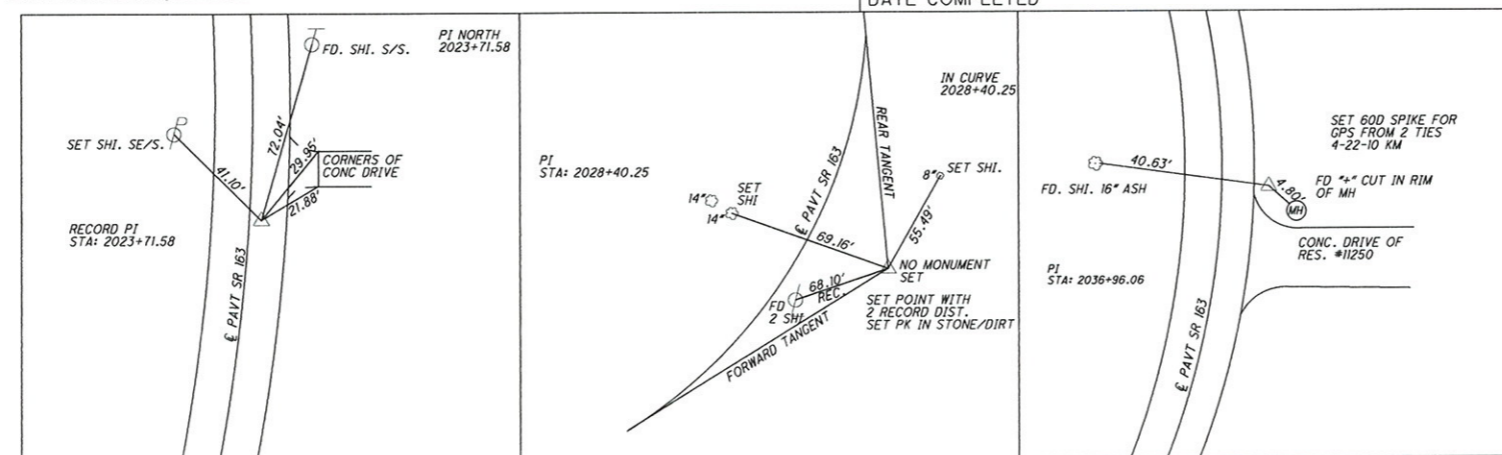 DATE COMPLETED
PI NORTH
2023+71.58
FD. SHI. S/S.
P
SET SHI. SE/S.
72.04'
29.95'
41.10'
CORNERS OF
CONC DRIVE
21.88'
RECORD PI
STA: 2023+71.58
℄ PAVT SR 163
IN CURVE
2028+40.25
REAR TANGENT
PI
STA: 2028+40.25
8" SET SHI.
14" SET
SHI
14"
℄ PAVT SR 163
69.16'
55.49'
NO MONUMENT
SET
68.10'
REC.
FD
2 SHI
SET POINT WITH
2 RECORD DIST.
SET PK IN STONE/DIRT
FORWARD TANGENT
SET 60D SPIKE FOR
GPS FROM 2 TIES
4-22-10 KM
40.63'
FD. SHI. 16" ASH
4.80'
FD "+" CUT IN RIM
OF MH
MH
CONC. DRIVE OF
RES. #11250
PI
STA: 2036+96.06
℄ PAVT SR 163